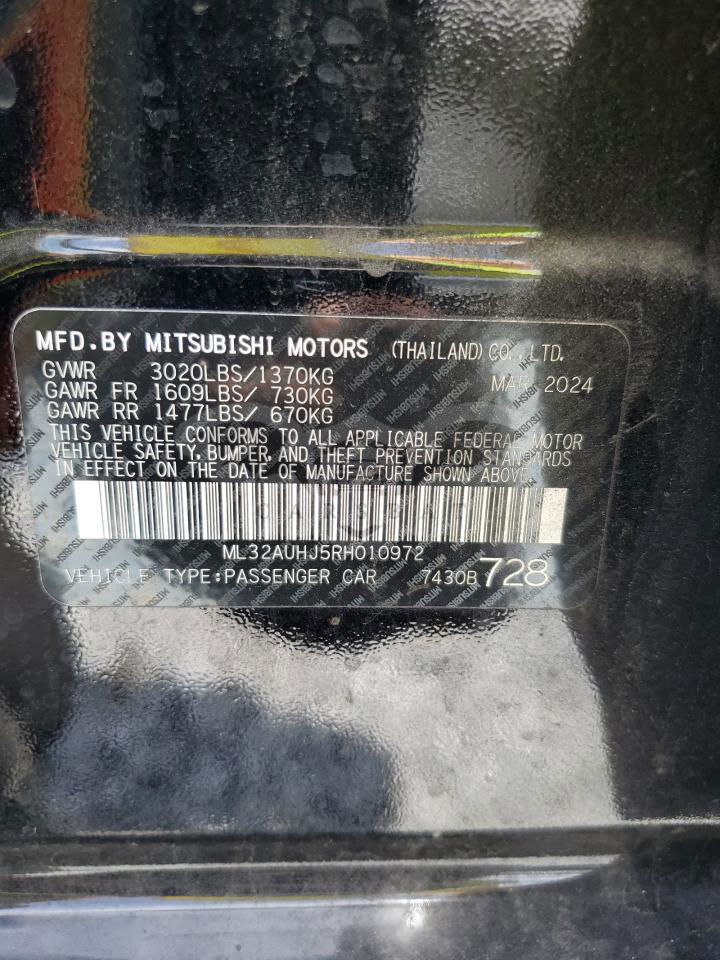 MFD.BY MITSUBISHI MOTORS (THAILAND) CO.,LTD.
GVWR 3020LBS/1370KG MAR 2024
GAWR FR 1609LBS/ 730KG
GAWR RR 1477LBS/ 670KG
THIS VEHICLE CONFORMS TO ALL APPLICABLE FEDERAL MOTOR
VEHICLE SAFETY, BUMPER, AND THEFT PREVENTION STANDARDS
IN EFFECT ON THE DATE OF MANUFACTURE SHOWN ABOVE.
ML32AUHJ5RH010972
VEHICLE TYPE:PASSENGER CAR 7430B 728